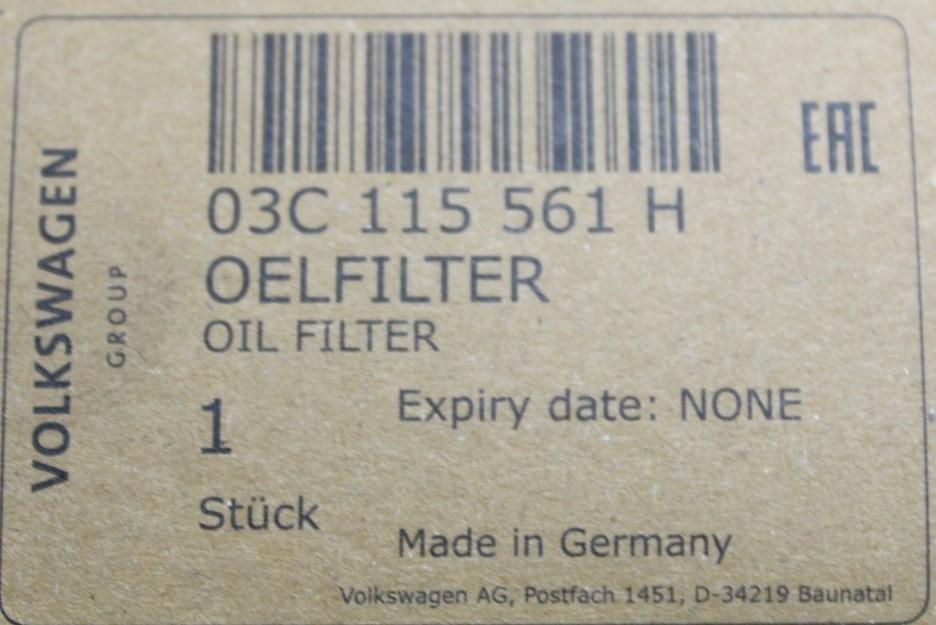 VOLKSWAGEN
GROUP
EAC
03C 115 561 H
OELFILTER
OIL FILTER
1
Expiry date: NONE
Stück
Made in Germany
Volkswagen AG, Postfach 1451, D-34219 Baunatal